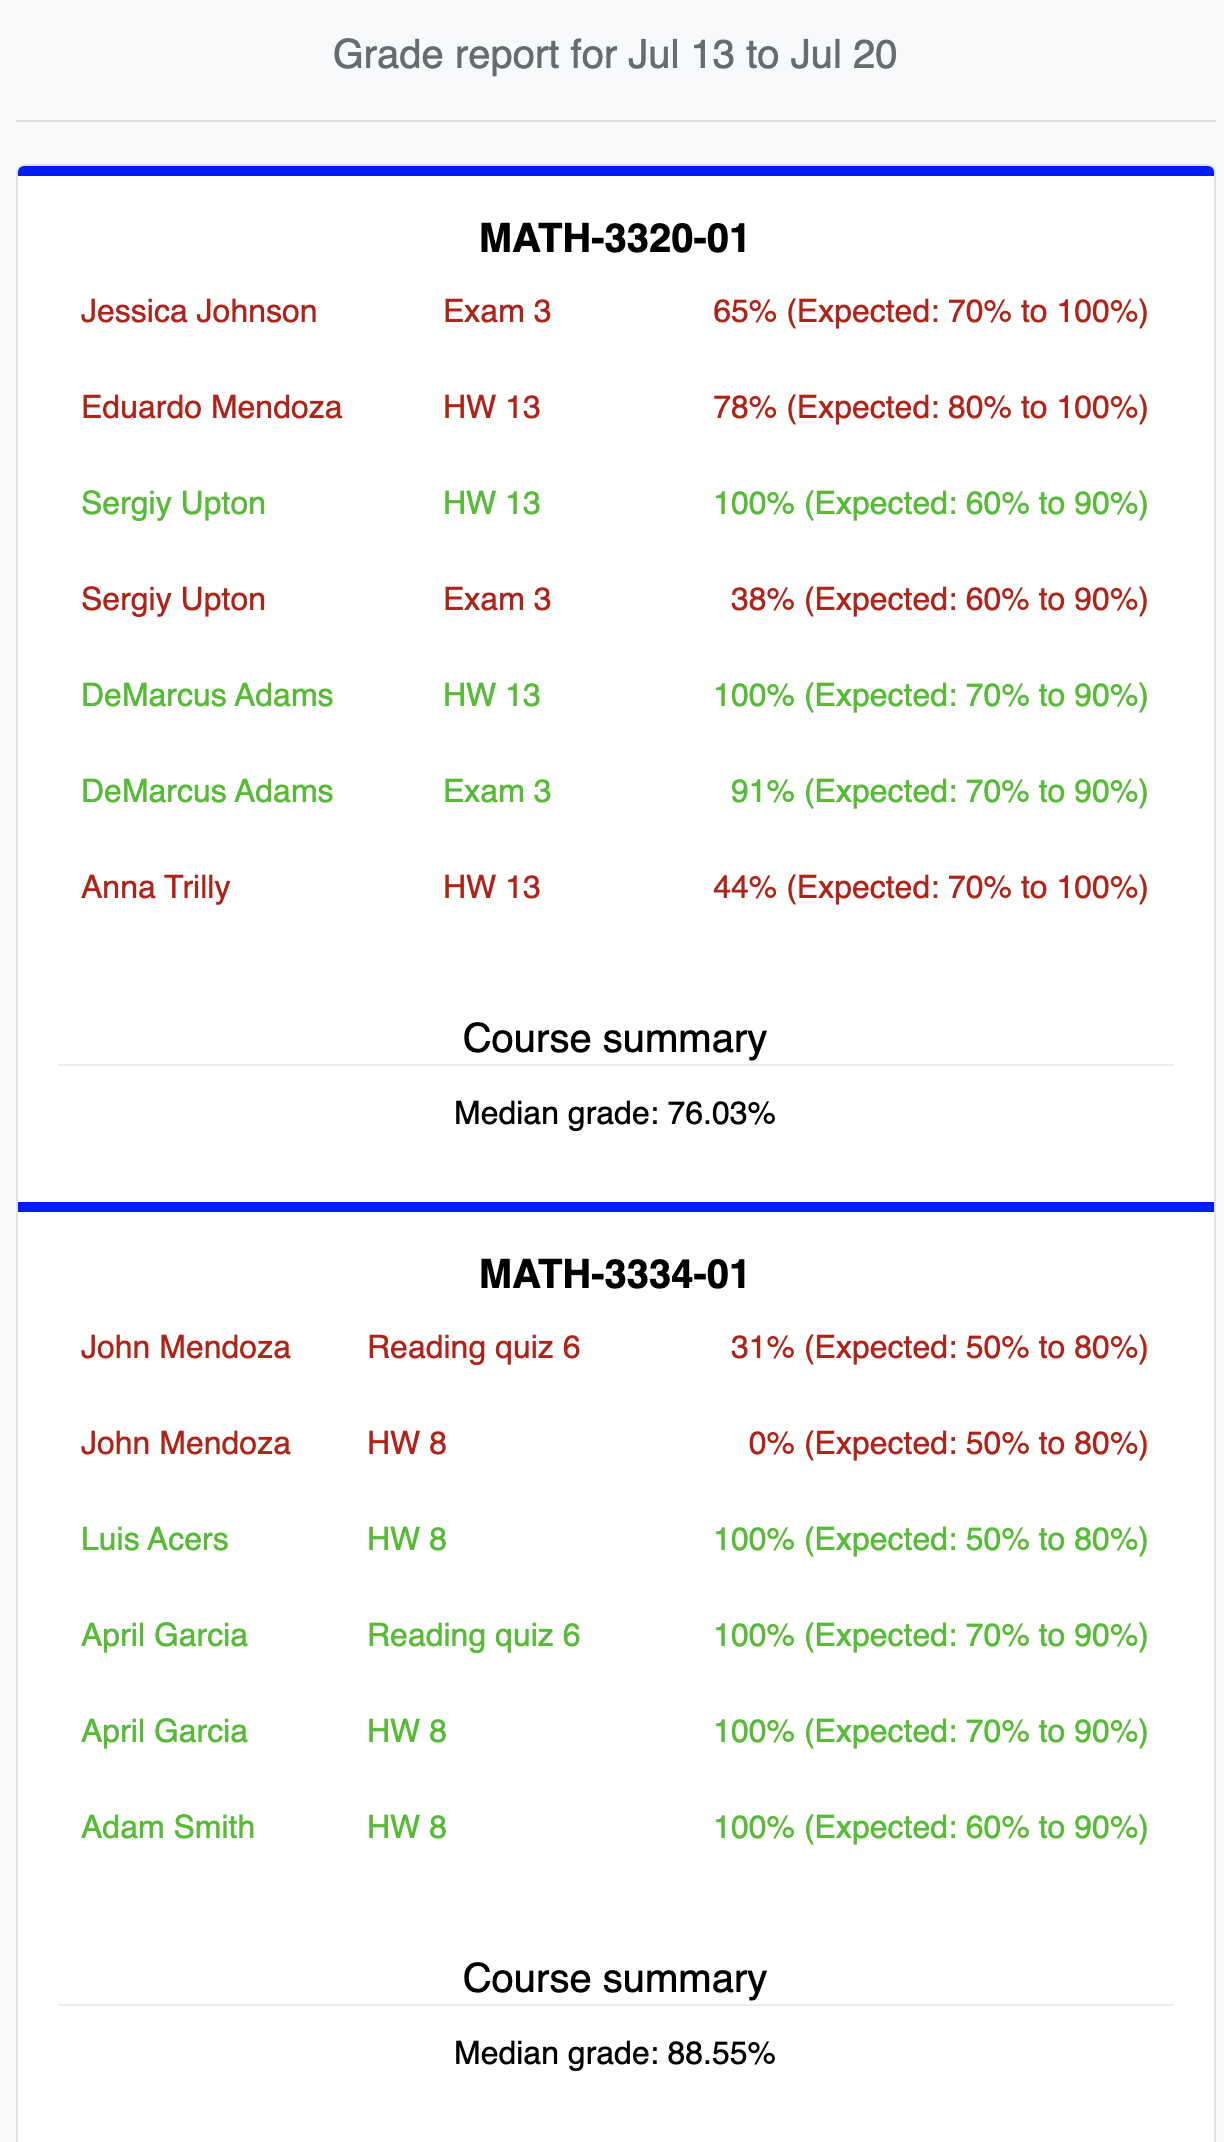 Grade report for Jul 13 to Jul 20
MATH-3320-01
Jessica Johnson Exam 3 65% (Expected: 70% to 100%)
Eduardo Mendoza HW 13 78% (Expected: 80% to 100%)
Sergiy Upton HW 13 100% (Expected: 60% to 90%)
Sergiy Upton Exam 3 38% (Expected: 60% to 90%)
DeMarcus Adams HW 13 100% (Expected: 70% to 90%)
DeMarcus Adams Exam 3 91% (Expected: 70% to 90%)
Anna Trilly HW 13 44% (Expected: 70% to 100%)
Course summary
Median grade: 76.03%
MATH-3334-01
John Mendoza Reading quiz 6 31% (Expected: 50% to 80%)
John Mendoza HW 8 0% (Expected: 50% to 80%)
Luis Acers HW 8 100% (Expected: 50% to 80%)
April Garcia Reading quiz 6 100% (Expected: 70% to 90%)
April Garcia HW 8 100% (Expected: 70% to 90%)
Adam Smith HW 8 100% (Expected: 60% to 90%)
Course summary
Median grade: 88.55%